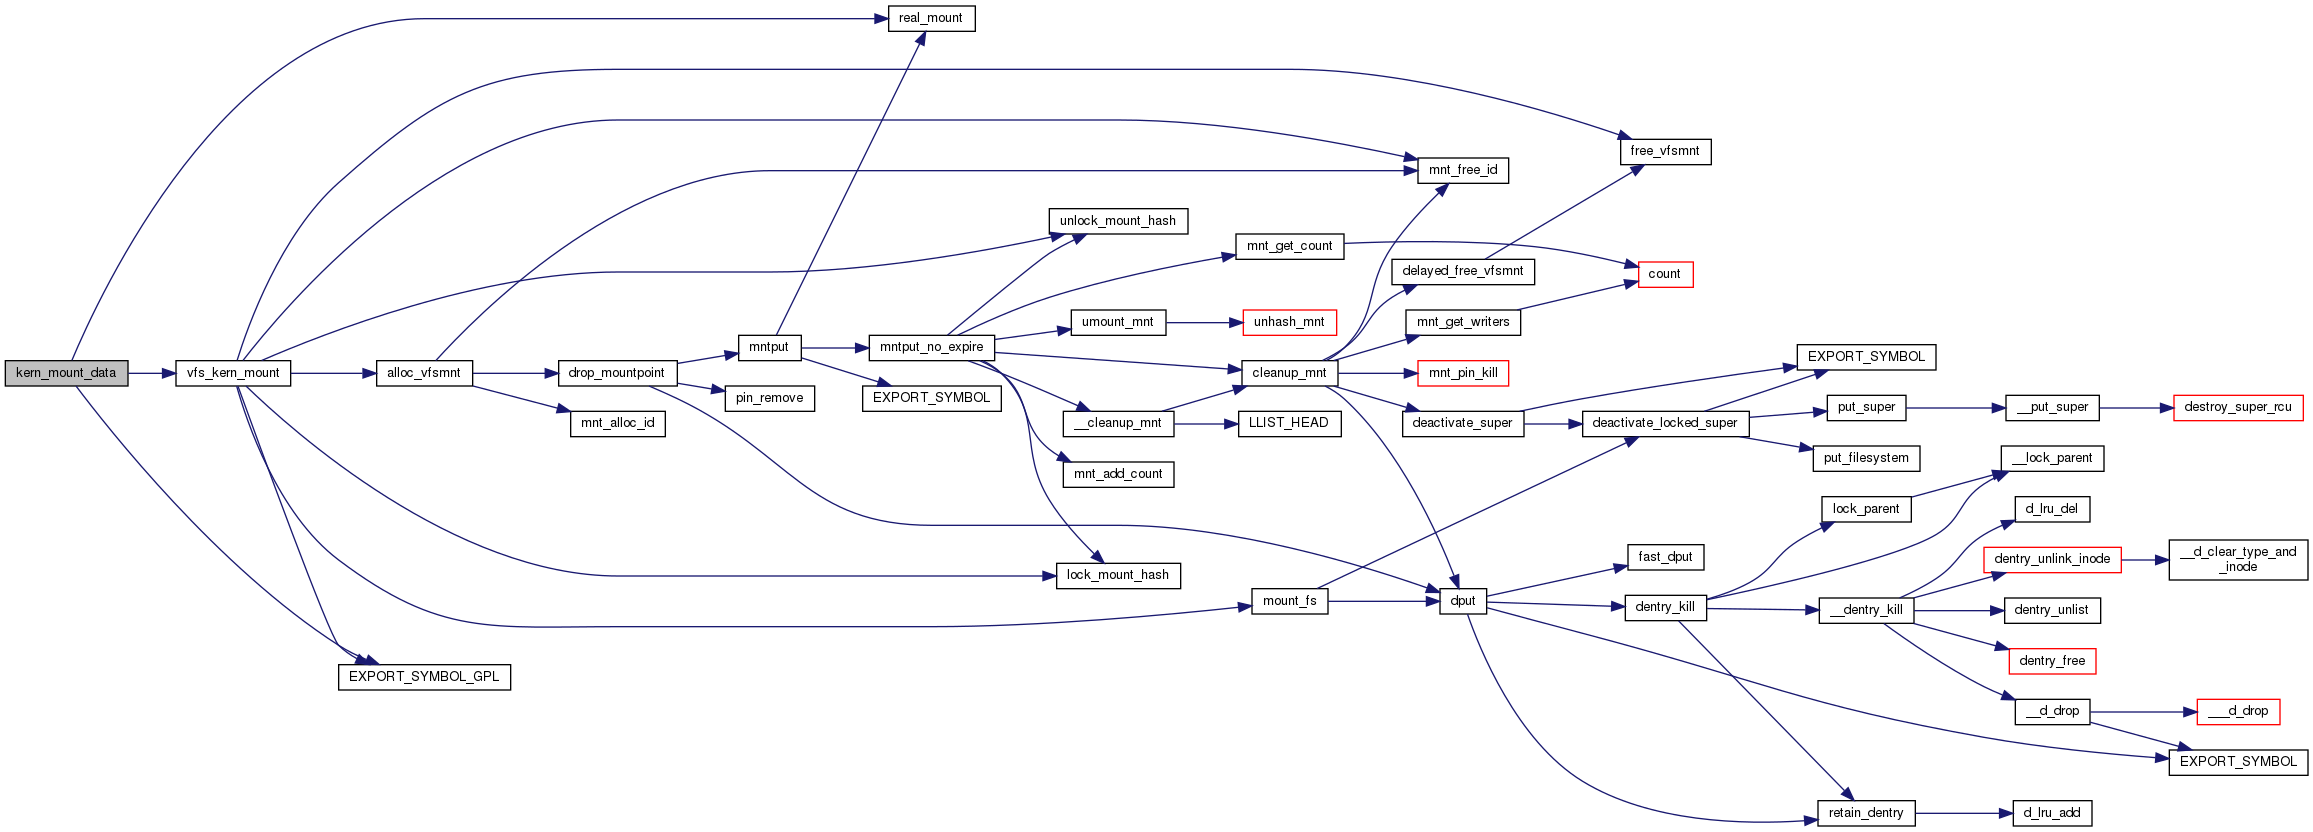 real_mount
free_vfsmnt
mnt_free_id
unlock_mount_hash
mnt_get_count
delayed_free_vfsmnt
count
umount_mnt
unhash_mnt
mnt_get_writers
mntput
mntput_no_expire
EXPORT_SYMBOL
kern_mount_data
vfs_kern_mount
alloc_vfsmnt
drop_mountpoint
cleanup_mnt
mnt_pin_kill
pin_remove
EXPORT_SYMBOL
mnt_alloc_id
__cleanup_mnt
LLIST_HEAD
deactivate_super
deactivate_locked_super
put_super
__put_super
destroy_super_rcu
mnt_add_count
put_filesystem
__lock_parent
lock_parent
d_lru_del
fast_dput
dentry_unlink_inode
__d_clear_type_and
_inode
lock_mount_hash
mount_fs
dput
dentry_kill
__dentry_kill
dentry_unlist
dentry_free
EXPORT_SYMBOL_GPL
__d_drop
___d_drop
EXPORT_SYMBOL
retain_dentry
d_lru_add